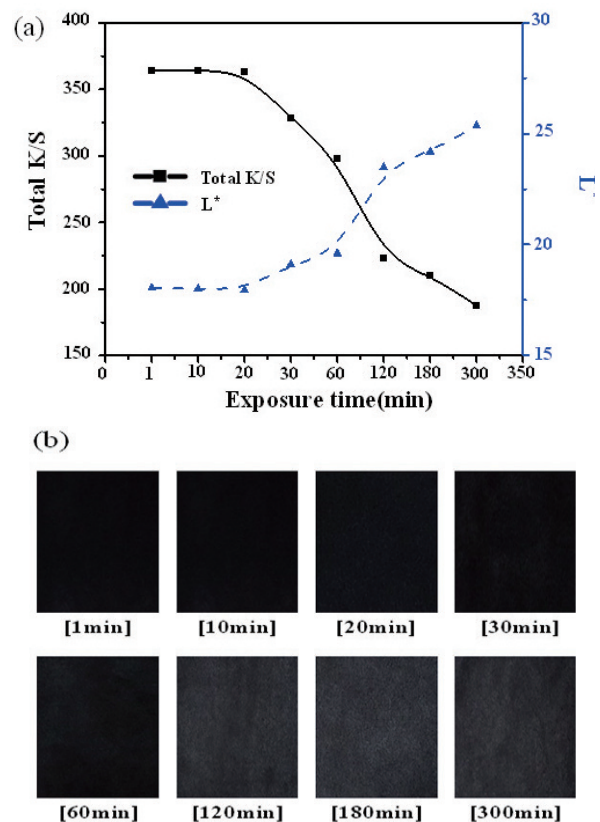 (a)
400
350
300
250
200
150
Total K/S
Total K/S
L*
30
25
20
15
L*
0 1 10 20 30 60 120 180 300 350
Exposure time(min)
(b)
[1min] [10min] [20min] [30min]
[60min] [120min] [180min] [300min]